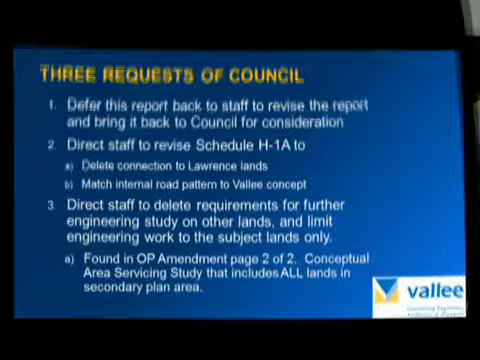 THREE REQUESTS OF COUNCIL
1. Defer this report back to staff to revise the report
and bring it back to Council for consideration
2. Direct staff to revise Schedule H-1A to
a) Delete connection to Lawrence lands
b) Match internal road pattern to Vallee concept
3. Direct staff to delete requirements for further
engineering study on other lands, and limit
engineering work to the subject lands only.
a) Found in OP Amendment page 2 of 2. Conceptual
Area Servicing Study that includes ALL lands in
secondary plan area.
vallee